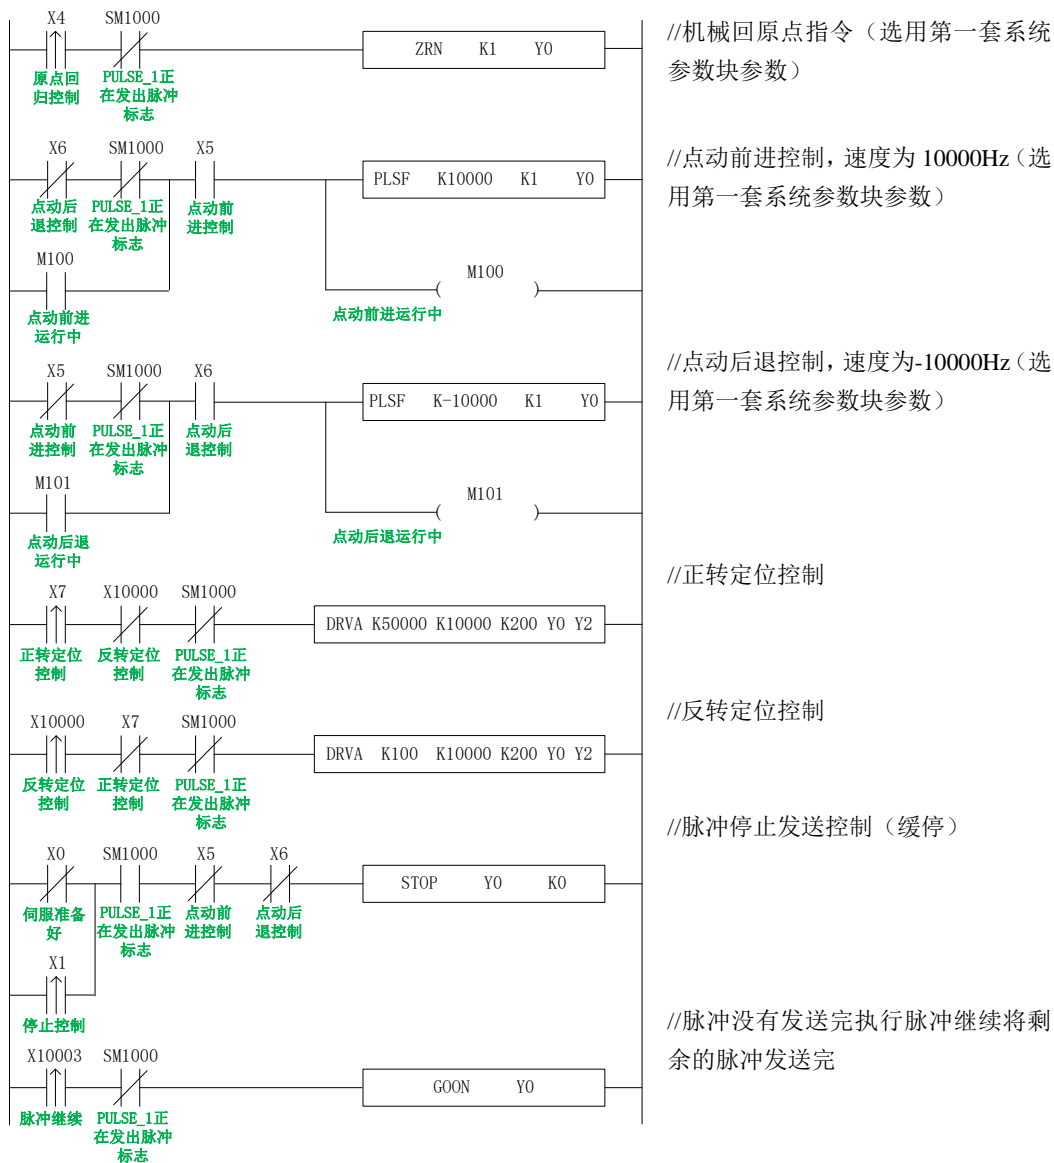 X4 SM1000
ZRN K1 Y0
原点回 PULSE_1正
归控制 在发出脉冲
标志
//机械回原点指令（选用第一套系统
参数块参数）
X6 SM1000 X5
PLSF K10000 K1 Y0
点动后 PULSE_1正 点动前
退控制 在发出脉冲 进控制
标志
//点动前进控制，速度为 10000Hz（选
用第一套系统参数块参数）
M100
M100
( )
点动前进
运行中
点动前进运行中
X5 SM1000 X6
PLSF K-10000 K1 Y0
点动前 PULSE_1正 点动后
进控制 在发出脉冲 退控制
标志
//点动后退控制，速度为-10000Hz（选
用第一套系统参数块参数）
M101
M101
( )
点动后退
运行中
点动后退运行中
//正转定位控制
X7 X10000 SM1000
DRVA K50000 K10000 K200 Y0 Y2
正转定位 反转定位 PULSE_1正
控制 控制 在发出脉冲
标志
//反转定位控制
X10000 X7 SM1000
DRVA K100 K10000 K200 Y0 Y2
反转定位 正转定位 PULSE_1正
控制 控制 在发出脉冲
标志
//脉冲停止发送控制（缓停）
X0 SM1000 X5 X6
STOP Y0 K0
伺服准备 PULSE_1正 点动前 点动后
好 在发出脉冲 进控制 退控制
标志
X1
停止控制
//脉冲没有发送完执行脉冲继续将剩
余的脉冲发送完
X10003 SM1000
GOON Y0
脉冲继续 PULSE_1正
在发出脉冲
标志